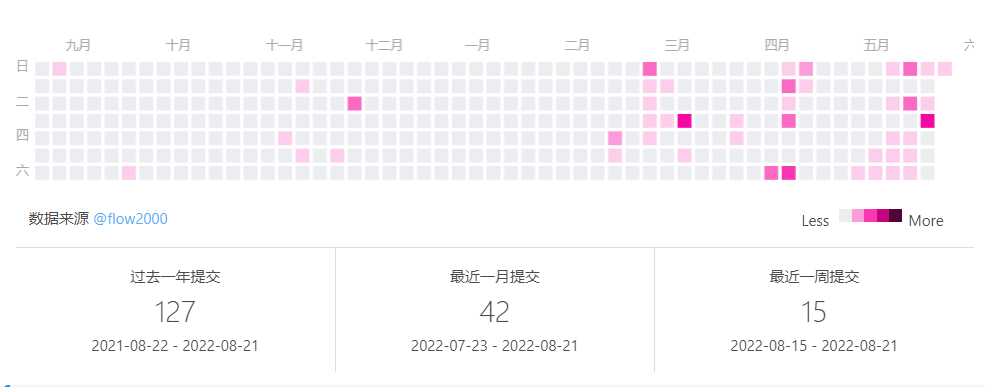 九月 十月 十一月 十二月 一月 二月 三月 四月 五月 六
日
二
四
六
数据来源 @flow2000
Less More
过去一年提交 最近一月提交 最近一周提交
127 42 15
2021-08-22 - 2022-08-21 2022-07-23 - 2022-08-21 2022-08-15 - 2022-08-21